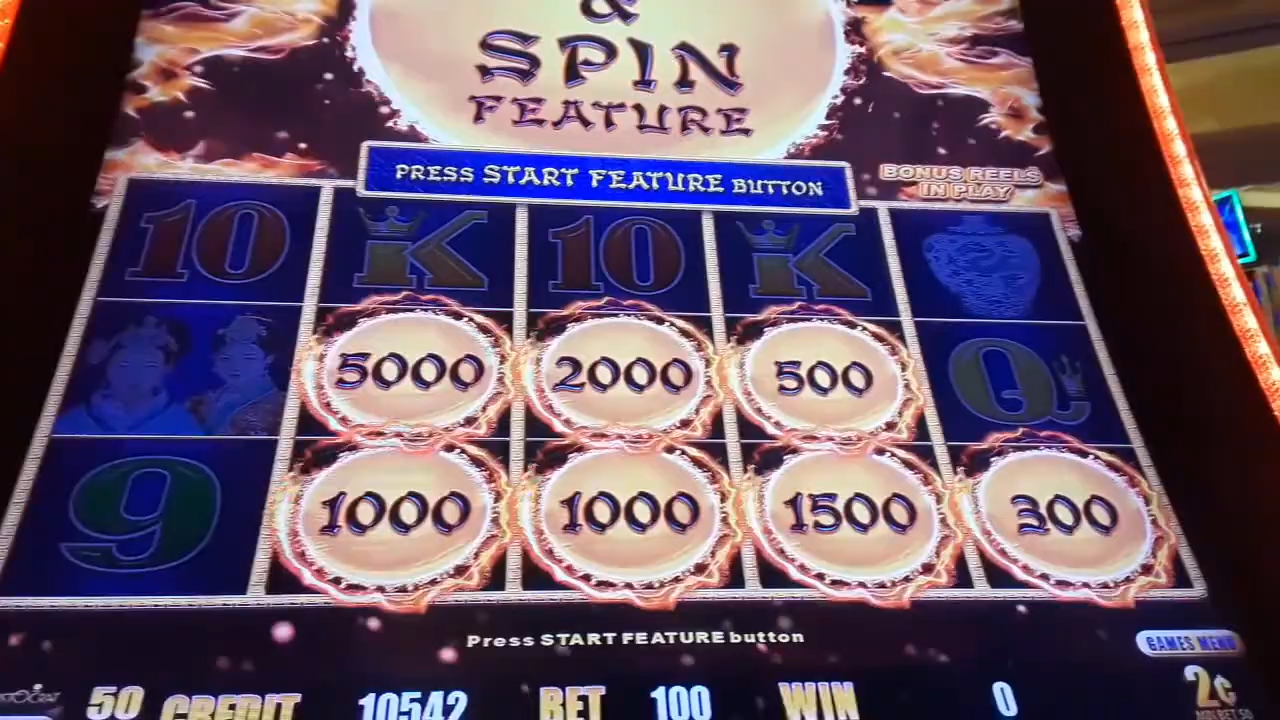 &
SPIN
FEATURE
PRESS START FEATURE BUTTON
BONUS REELS
IN PLAY
10 K 10 K
5000 2000 500 Q
9 1000 1000 1500 300
Press START FEATURE button
GAMES MENU
50 CREDIT 10542 BET 100 WIN 0 2¢